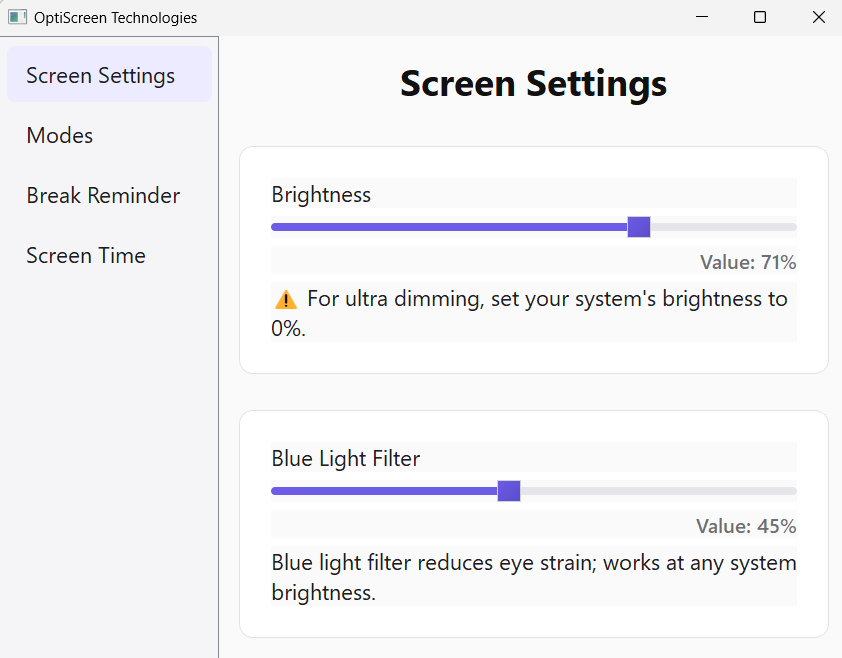 OptiScreen Technologies
Screen Settings
Modes
Break Reminder
Screen Time
Screen Settings
Brightness
Value: 71%
⚠️ For ultra dimming, set your system's brightness to
0%.
Blue Light Filter
Value: 45%
Blue light filter reduces eye strain; works at any system
brightness.